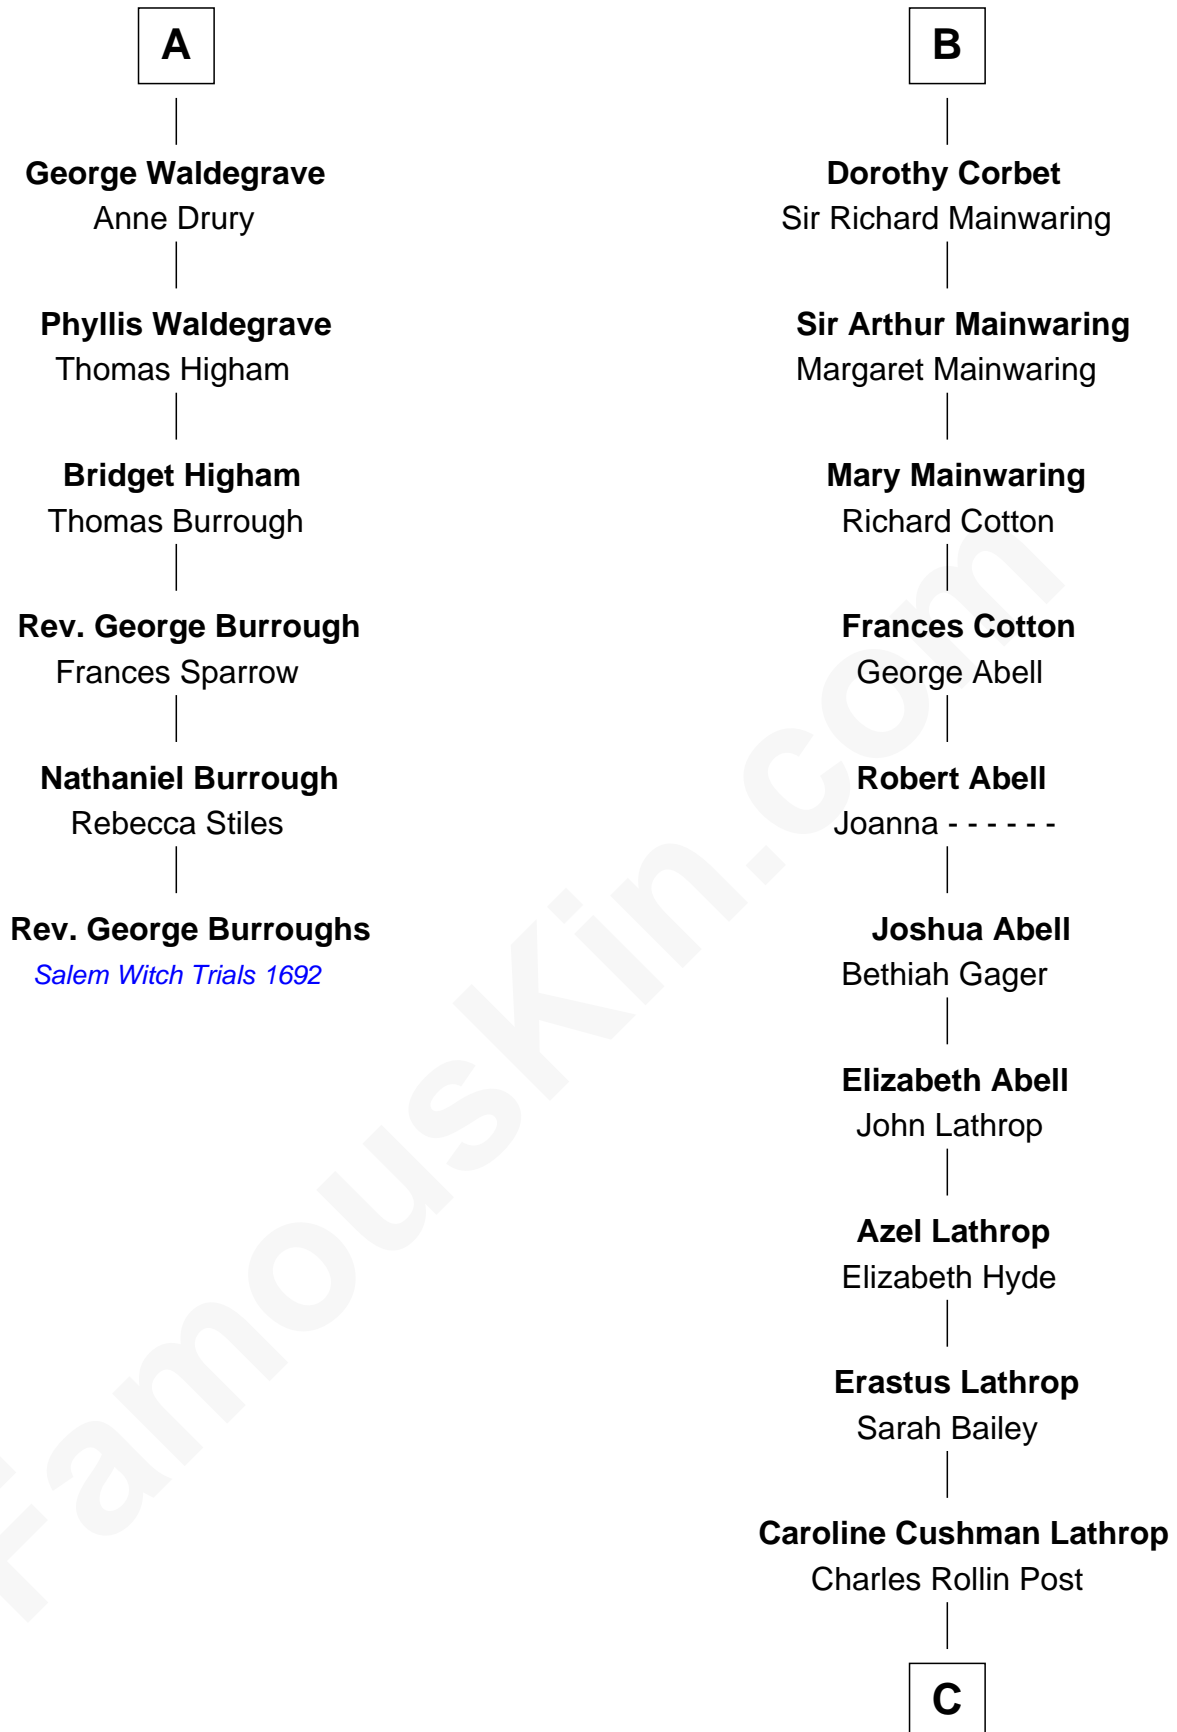 A
George Waldegrave
Anne Drury
Phyllis Waldegrave
Thomas Higham
Bridget Higham
Thomas Burrough
Rev. George Burrough
Frances Sparrow
Nathaniel Burrough
Rebecca Stiles
Rev. George Burroughs
Salem Witch Trials 1692
B
Dorothy Corbet
Sir Richard Mainwaring
Sir Arthur Mainwaring
Margaret Mainwaring
Mary Mainwaring
Richard Cotton
Frances Cotton
George Abell
Robert Abell
Joanna - - - - - -
Joshua Abell
Bethiah Gager
Elizabeth Abell
John Lathrop
Azel Lathrop
Elizabeth Hyde
Erastus Lathrop
Sarah Bailey
Caroline Cushman Lathrop
Charles Rollin Post
C
FamousKin.com